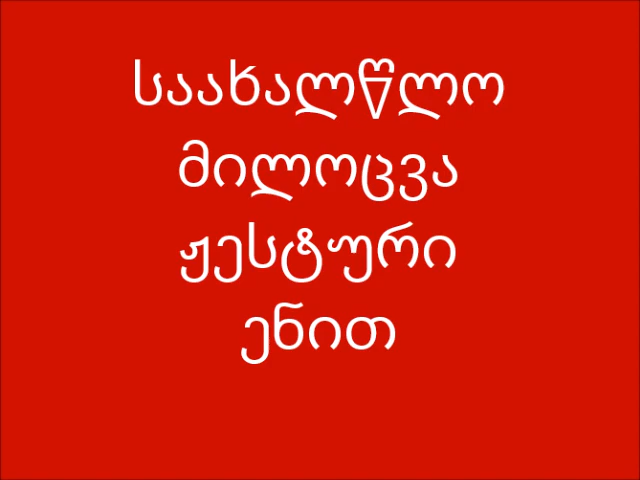 საახალწლო
მილოცვა
ჟესტური
ენით